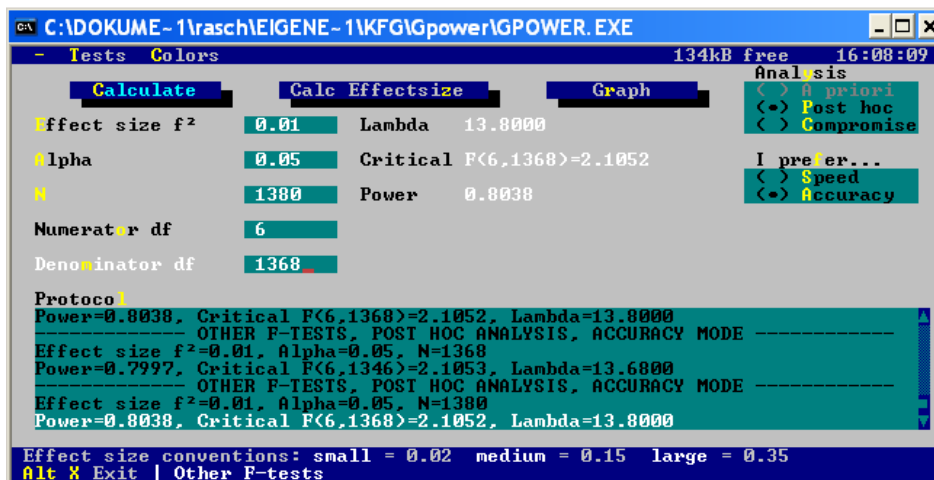 C:\DOKUME~1\rasch\EIGENE~1\KFG\Gpower\GPOWER.EXE
- Tests Colors 134kB free 16:08:09
Analysis
Calculate Calc Effectsize Graph ( ) A priori
(•) Post hoc
Effect size f² 0.01 Lambda 13.8000 ( ) Compromise
Alpha 0.05 Critical F(6,1368)=2.1052 I prefer...
( ) Speed
N 1380 Power 0.8038 (•) Accuracy
Numerator df 6
Denominator df 1368
Protocol
Power=0.8038, Critical F(6,1368)=2.1052, Lambda=13.8000
------------- OTHER F-TESTS, POST HOC ANALYSIS, ACCURACY MODE ------------
Effect size f²=0.01, Alpha=0.05, N=1368
Power=0.7997, Critical F(6,1346)=2.1053, Lambda=13.6800
------------- OTHER F-TESTS, POST HOC ANALYSIS, ACCURACY MODE ------------
Effect size f²=0.01, Alpha=0.05, N=1380
Power=0.8038, Critical F(6,1368)=2.1052, Lambda=13.8000
Effect size conventions: small = 0.02 medium = 0.15 large = 0.35
Alt X Exit | Other F-tests